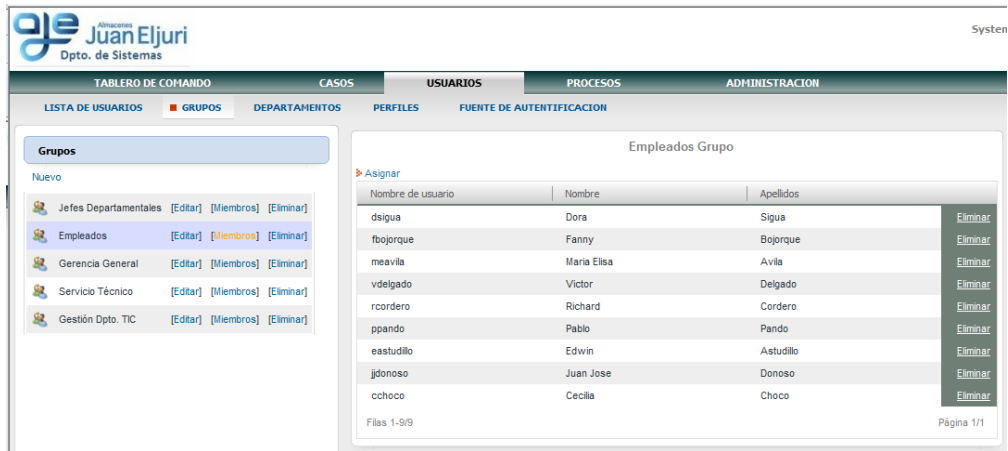 Almacenes
Juan Eljuri
Dpto. de Sistemas
System
TABLERO DE COMANDO CASOS USUARIOS PROCESOS ADMINISTRACION
LISTA DE USUARIOS GRUPOS DEPARTAMENTOS PERFILES FUENTE DE AUTENTIFICACION
Grupos
Nuevo
Jefes Departamentales [Editar] [Miembros] [Eliminar]
Empleados [Editar] [Miembros] [Eliminar]
Gerencia General [Editar] [Miembros] [Eliminar]
Servicio Técnico [Editar] [Miembros] [Eliminar]
Gestión Dpto. TIC [Editar] [Miembros] [Eliminar]
Empleados Grupo
Asignar
Nombre de usuario Nombre Apellidos
dsigua Dora Sigua Eliminar
fbojorque Fanny Bojorque Eliminar
meavila Maria Elisa Avila Eliminar
vdelgado Victor Delgado Eliminar
rcordero Richard Cordero Eliminar
ppando Pablo Pando Eliminar
eastudillo Edwin Astudillo Eliminar
jjdonoso Juan Jose Donoso Eliminar
cchoco Cecilia Choco Eliminar
Filas 1-9/9 Página 1/1